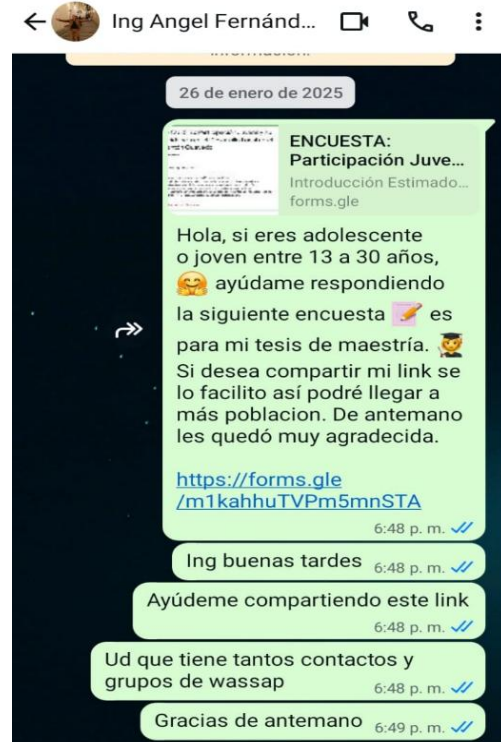 Ing Angel Fernánd...
información.
26 de enero de 2025
ENCUESTA:
Participación Juve...
Introducción Estimado...
forms.gle
Hola, si eres adolescente
o joven entre 13 a 30 años,
🤗 ayúdame respondiendo
la siguiente encuesta 📝 es
para mi tesis de maestría. 👩‍🎓
Si desea compartir mi link se
lo facilito así podré llegar a
más poblacion. De antemano
les quedó muy agradecida.
https://forms.gle
/m1kahhuTVPm5mnSTA
6:48 p. m.
Ing buenas tardes 6:48 p. m.
Ayúdeme compartiendo este link
6:48 p. m.
Ud que tiene tantos contactos y
grupos de wassap 6:48 p. m.
Gracias de antemano 6:49 p. m.